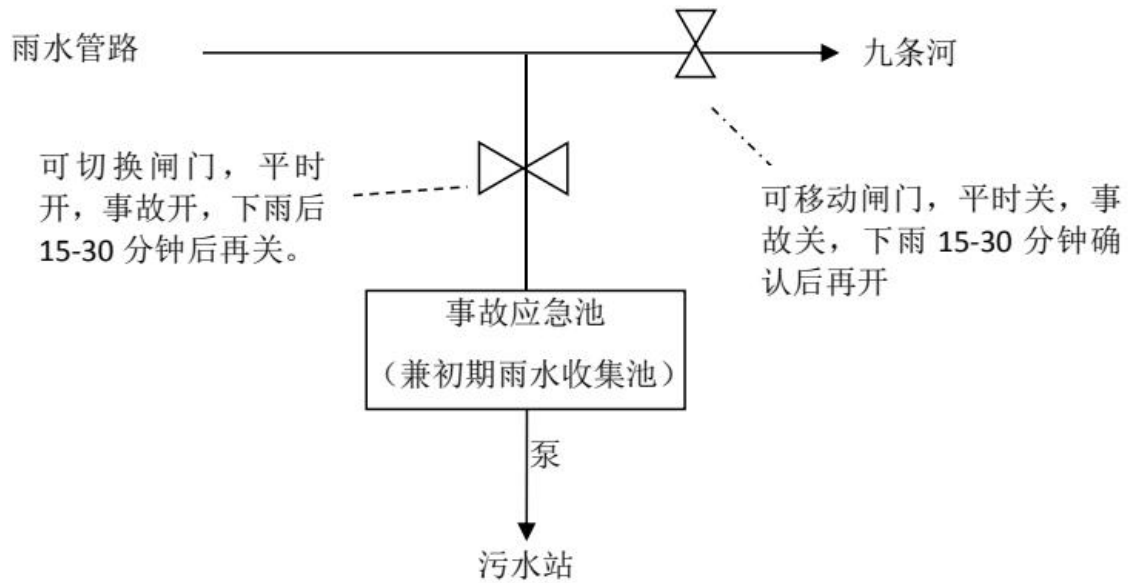 雨水管路
九条河
可切换闸门，平时
开，事故开，下雨后
15-30 分钟后再关。
可移动闸门，平时关，事
故关，下雨 15-30 分钟确
认后再开
事故应急池
（兼初期雨水收集池）
泵
污水站